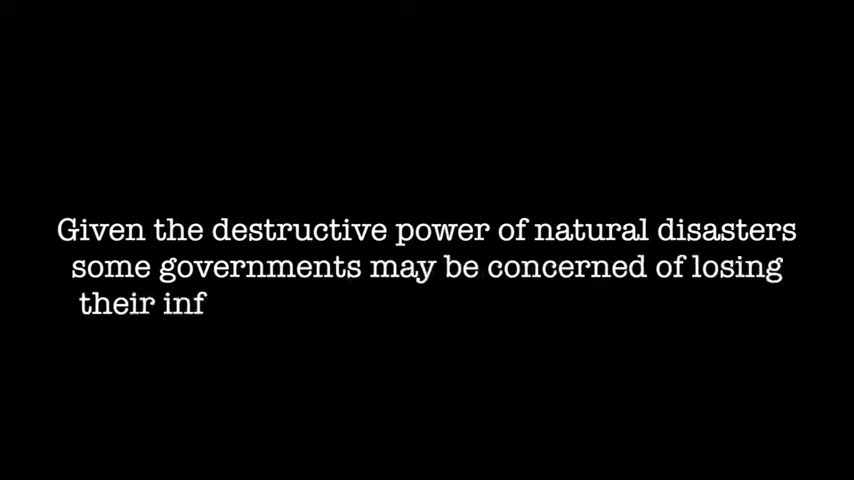 Given the destructive power of natural disasters
some governments may be concerned of losing
their inf